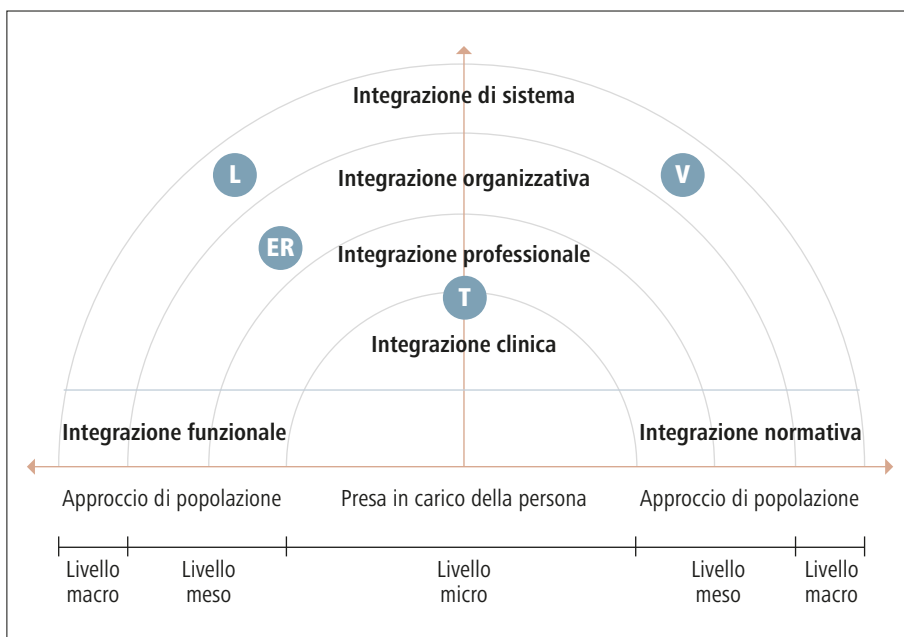 Integrazione di sistema
L
V
Integrazione organizzativa
ER
Integrazione professionale
T
Integrazione clinica
Integrazione funzionale
Integrazione normativa
Approccio di popolazione
Presa in carico della persona
Approccio di popolazione
Livello
macro
Livello
meso
Livello
micro
Livello
meso
Livello
macro